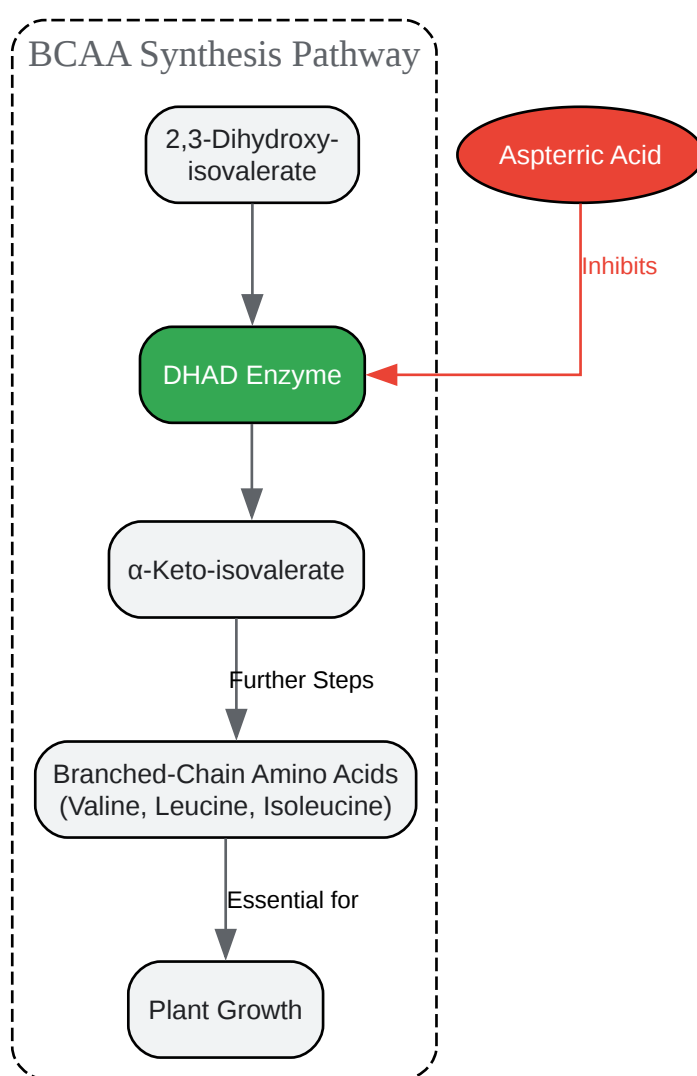 BCAA Synthesis Pathway
2,3-Dihydroxy-
isovalerate
Aspterric Acid
Inhibits
DHAD Enzyme
α-Keto-isovalerate
Further Steps
Branched-Chain Amino Acids
(Valine, Leucine, Isoleucine)
Essential for
Plant Growth